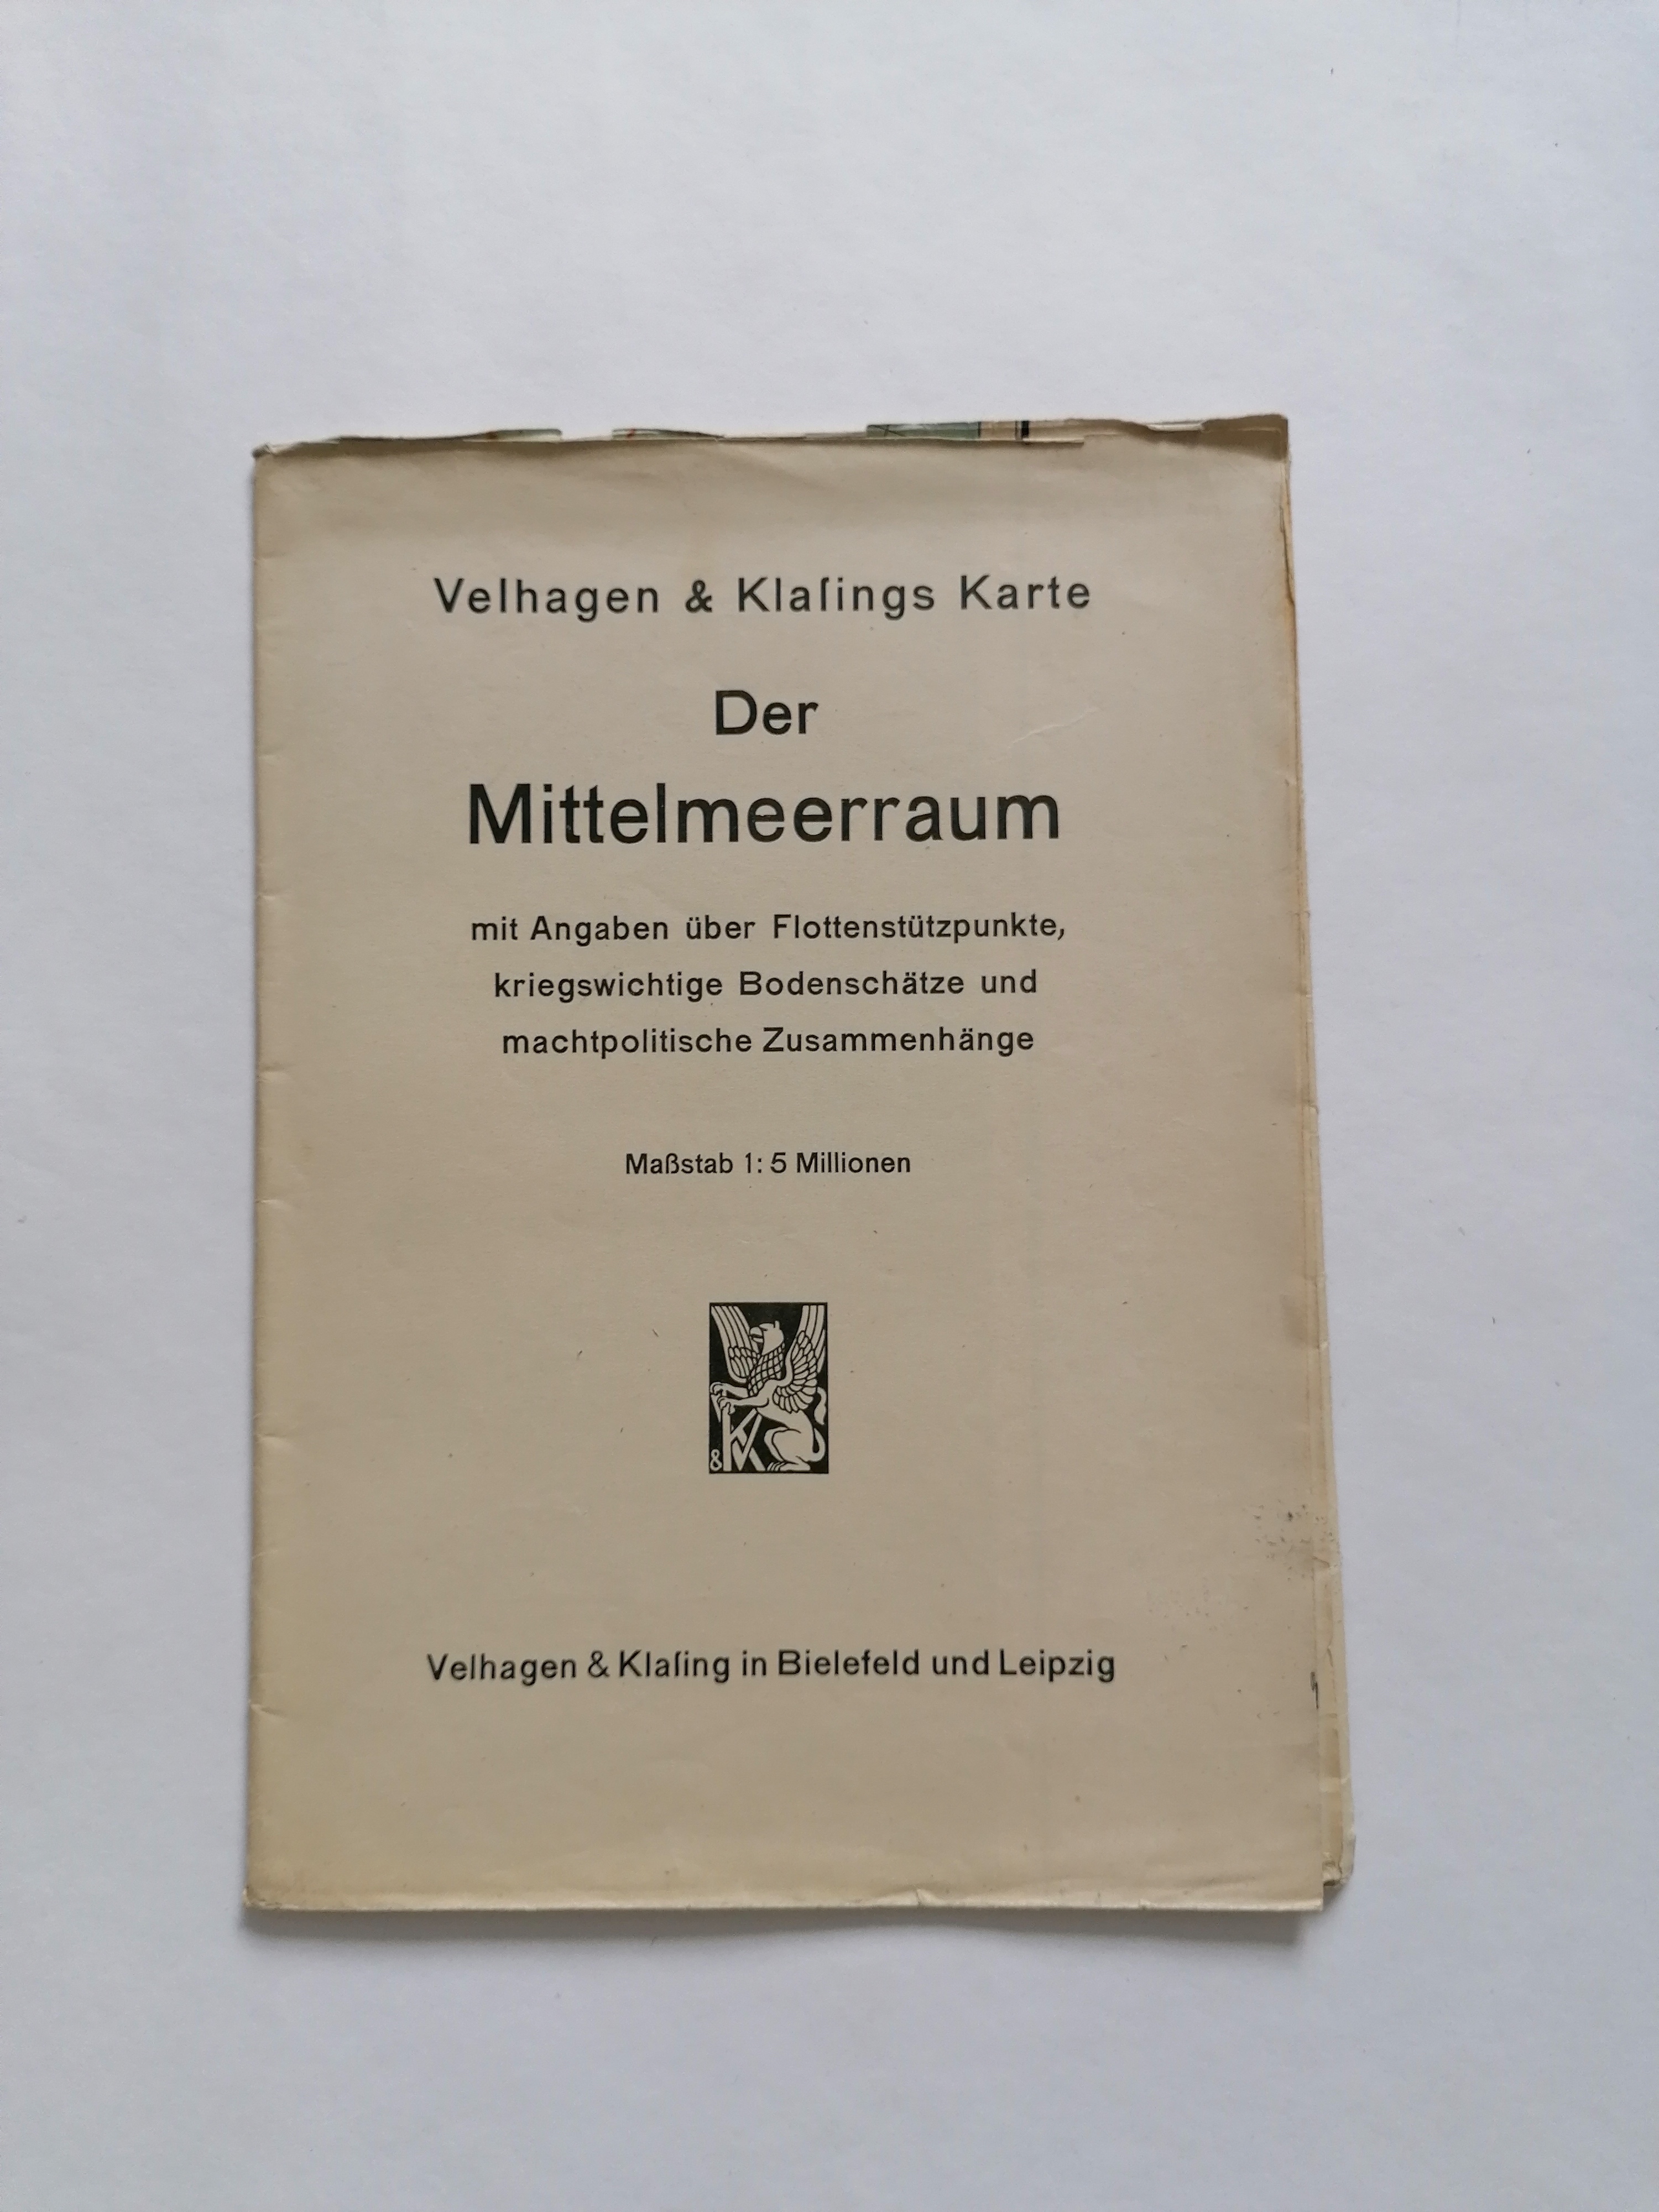 Velhagen & Klaſings Karte
Der
Mittelmeerraum
mit Angaben über Flottenstützpunkte,
kriegswichtige Bodenschätze und
machtpolitische Zusammenhänge
Maßstab 1: 5 Millionen
& VK
Velhagen & Klaſing in Bielefeld und Leipzig